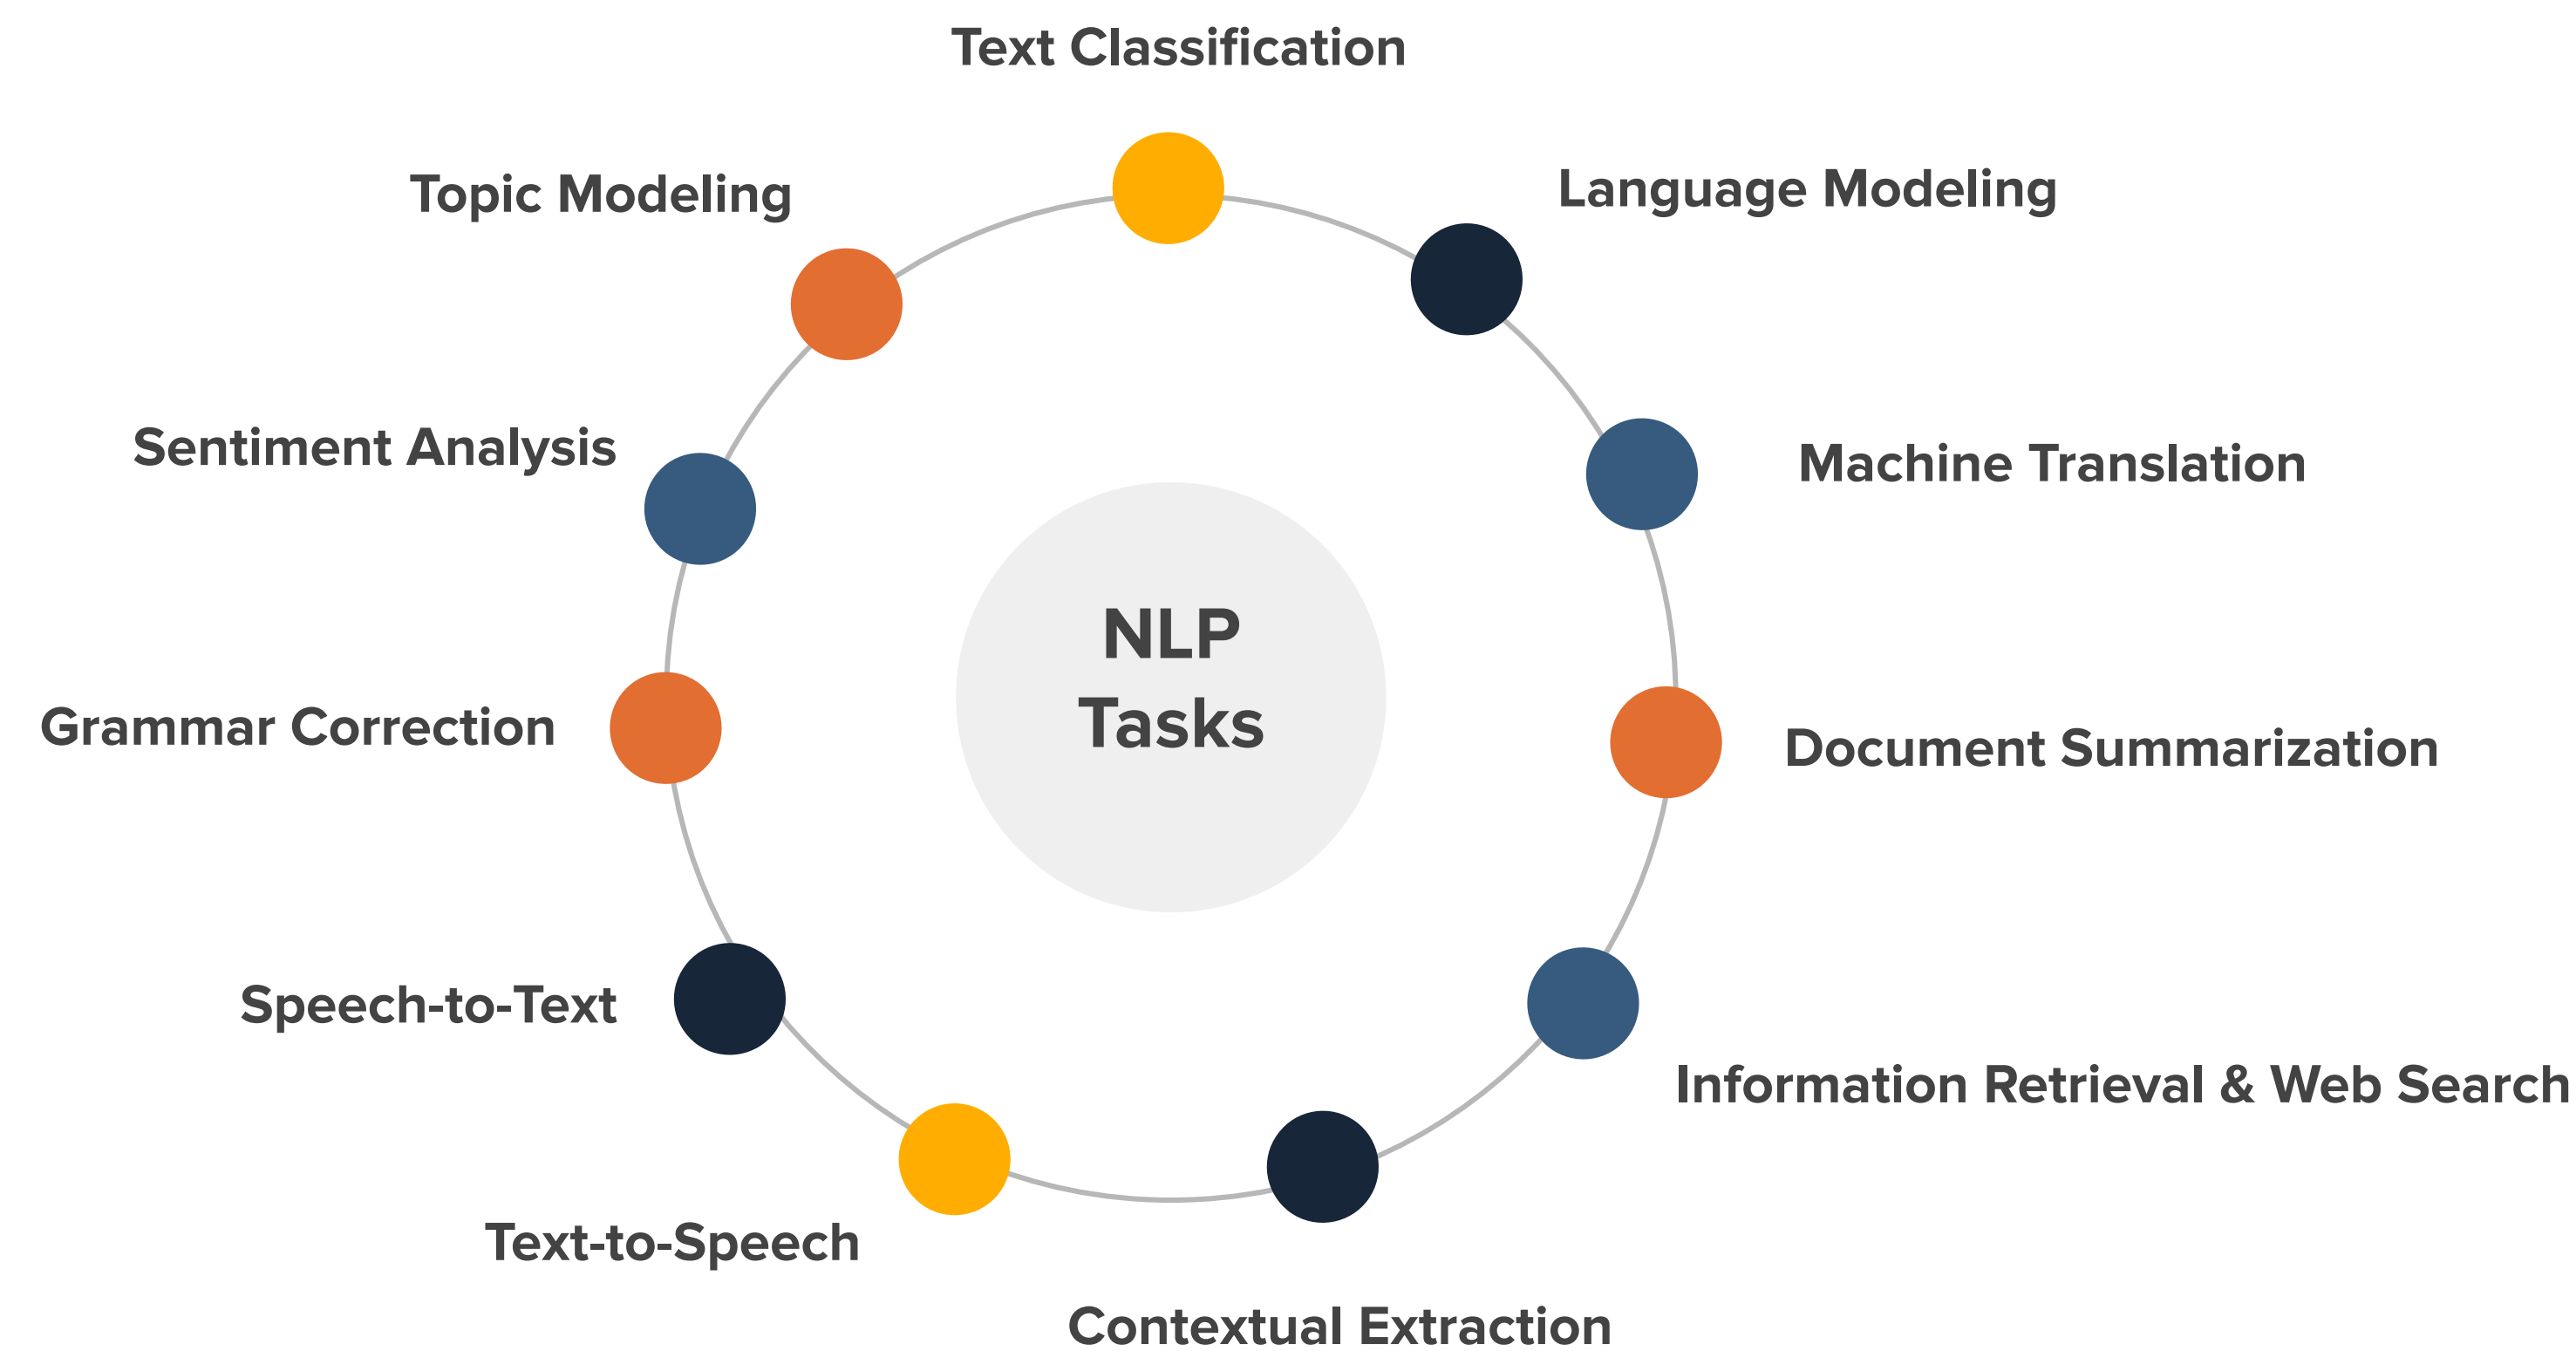 Text Classification
Language Modeling
Machine Translation
Document Summarization
Information Retrieval & Web Search
Contextual Extraction
Text-to-Speech
Speech-to-Text
Grammar Correction
Sentiment Analysis
Topic Modeling
NLP
Tasks